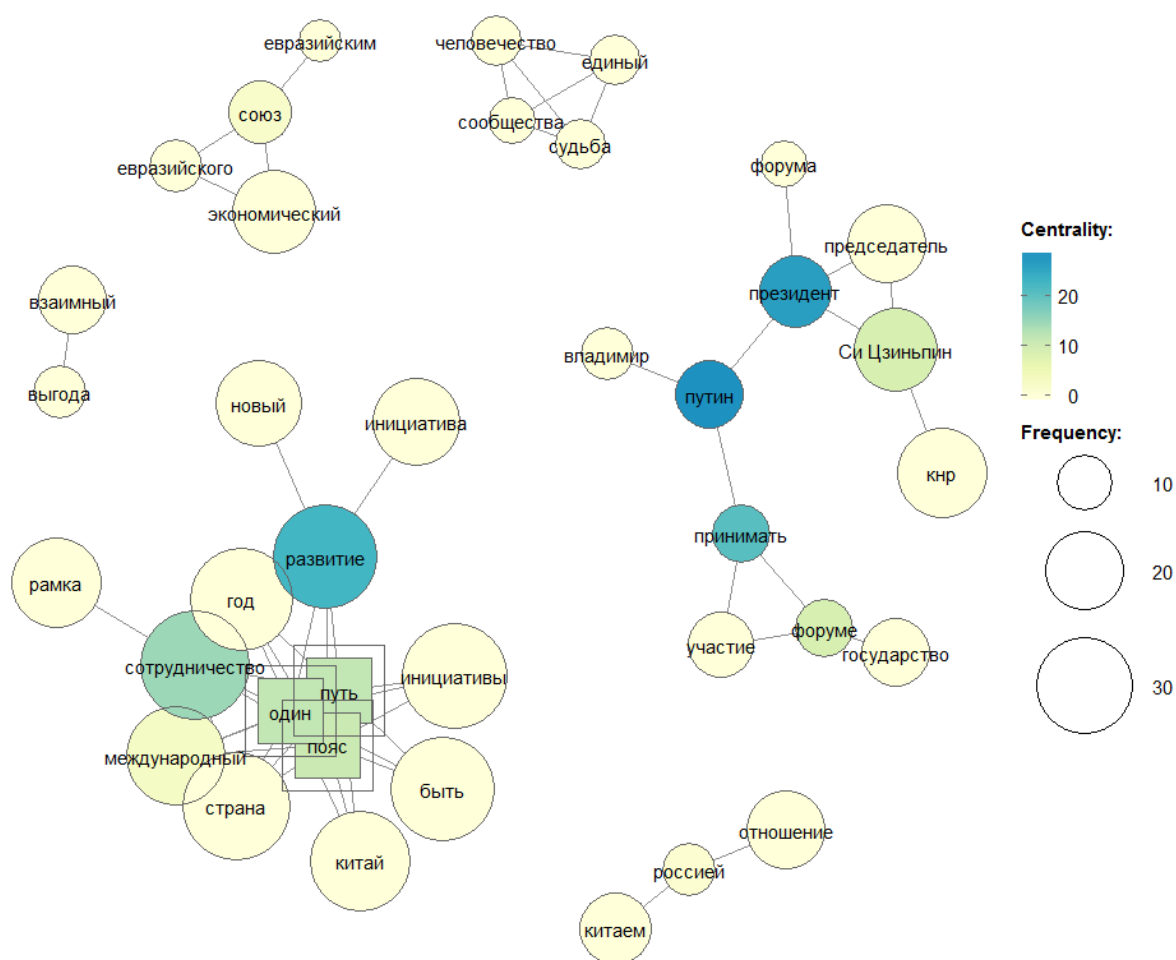 евразийским
человечество
единый
союз
сообщества
судьба
евразийского
форума
экономический
Centrality:
председатель
20
10
0
президент
взаимный
Си Цзиньпин
владимир
выгода
путин
новый
инициатива
Frequency:
кнр
10
принимать
развитие
20
рамка
год
участие
форуме
государство
сотрудничество
инициативы
путь
30
один
пояс
международный
быть
страна
отношение
китай
россией
китаем